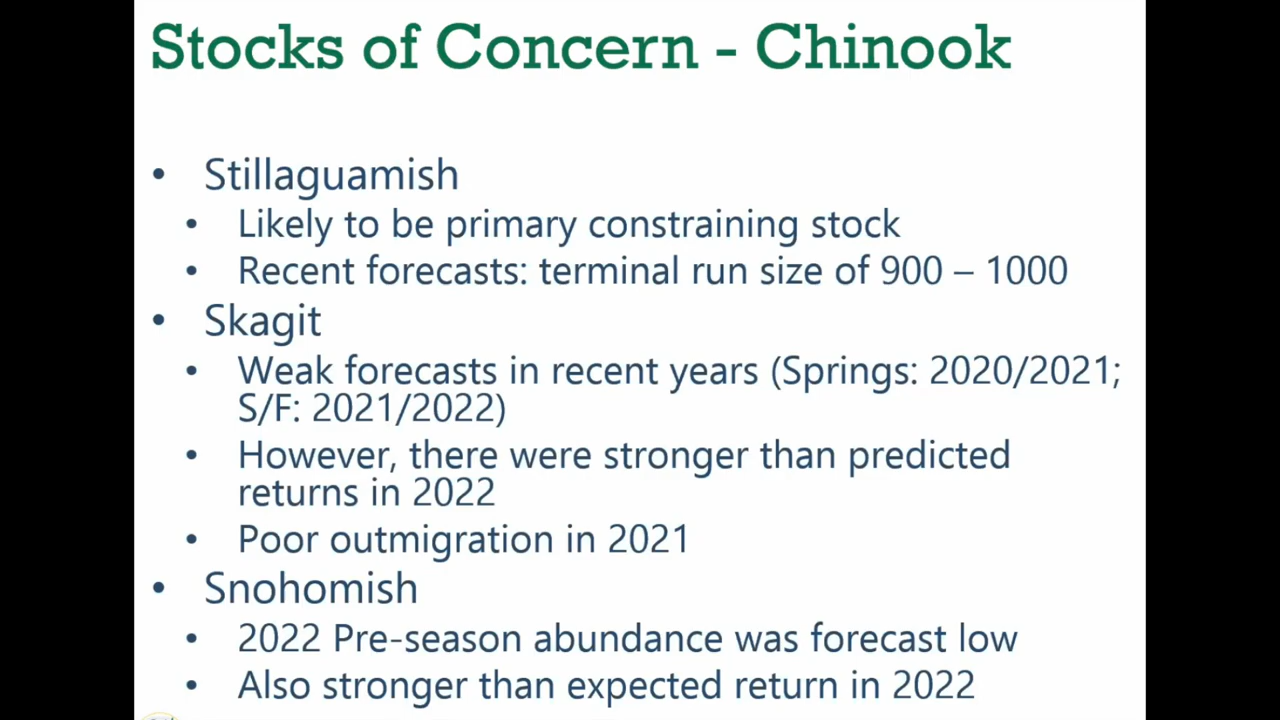 Stocks of Concern - Chinook
• Stillaguamish
• Likely to be primary constraining stock
• Recent forecasts: terminal run size of 900 – 1000
• Skagit
• Weak forecasts in recent years (Springs: 2020/2021;
S/F: 2021/2022)
• However, there were stronger than predicted
returns in 2022
• Poor outmigration in 2021
• Snohomish
• 2022 Pre-season abundance was forecast low
• Also stronger than expected return in 2022